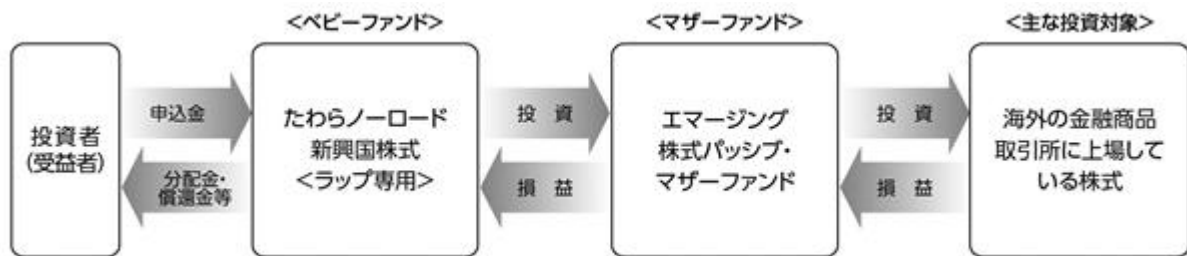 <ベビーファンド>
<マザーファンド>
<主な投資対象>
投資者
(受益者)
申込金
分配金・
償還金等
たわらノーロード
新興国株式
<ラップ専用>
投 資
損 益
エマージング
株式パッシブ・
マザーファンド
投 資
損 益
海外の金融商品
取引所に上場して
いる株式